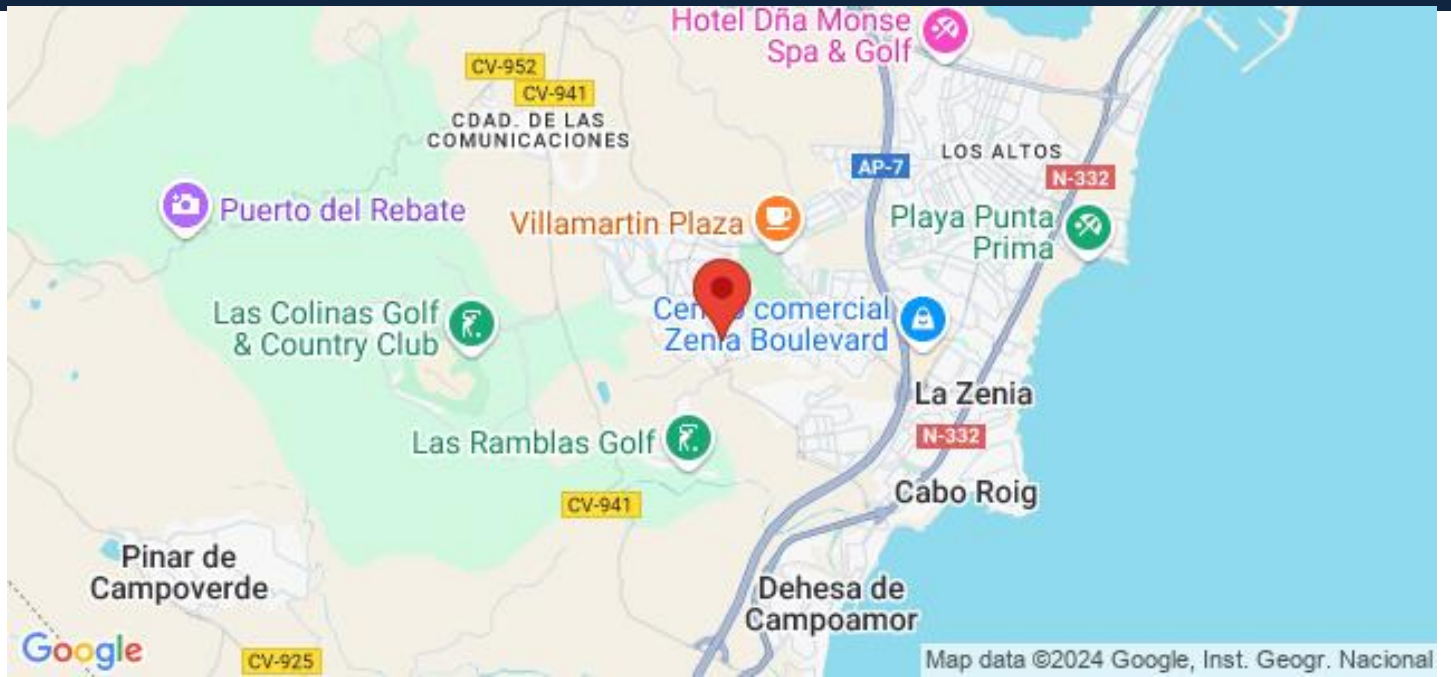 Hotel Dña Monse
Spa & Golf
CV-952
CV-941
CDAD. DE LAS
COMUNICACIONES
LOS ALTOS
AP-7
N-332
Puerto del Rebate
Villamartin Plaza
Playa Punta
Prima
Las Colinas Golf
& Country Club
comercial
Zenia Boulevard
La Zenia
N-332
Las Ramblas Golf
Cabo Roig
CV-941
Pinar de
Campoverde
Dehesa de
Campoamor
Google
CV-925
Map data ©2024 Google, Inst. Geogr. Nacional